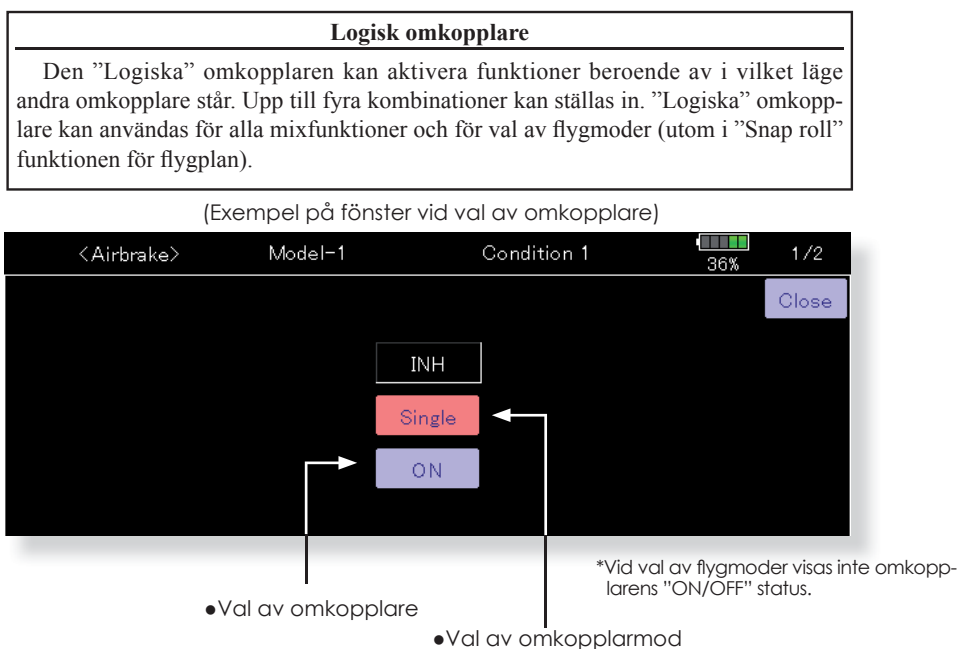 Logisk omkopplare
Den ”Logiska” omkopplaren kan aktivera funktioner beroende av i vilket läge
andra omkopplare står. Upp till fyra kombinationer kan ställas in. ”Logiska” omkopp-
lare kan användas för alla mixfunktioner och för val av flygmoder (utom i ”Snap roll”
funktionen för flygplan).
(Exempel på fönster vid val av omkopplare)
<Airbrake> Model-1 Condition 1 36% 1/2
Close
INH
Single
ON
*Vid val av flygmoder visas inte omkopp-
larens ”ON/OFF” status.
●Val av omkopplare
●Val av omkopplarmod